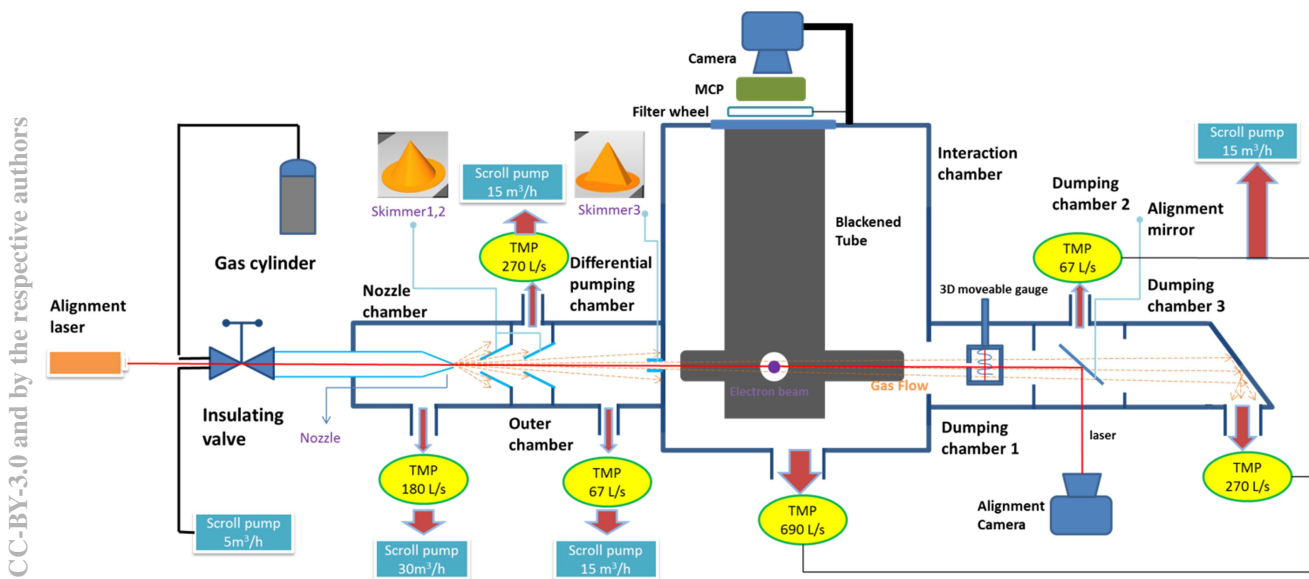 CC-BY-3.0 and by the respective authors
Camera
MCP
Filter wheel
Scroll pump
15 m³/h
Skimmer1,2
Scroll pump
15 m³/h
Skimmer3
Interaction
chamber
Dumping
chamber 2
Alignment
mirror
Blackened
Tube
TMP
270 L/s
Differential
pumping
chamber
TMP
67 L/s
Gas cylinder
Nozzle
chamber
3D moveable gauge
Dumping
chamber 3
Alignment
laser
Electron beam
Gas Flow
Insulating
valve
Nozzle
Outer
chamber
Dumping
chamber 1
laser
TMP
180 L/s
TMP
67 L/s
TMP
690 L/s
TMP
270 L/s
Alignment
Camera
Scroll pump
5m³/h
Scroll pump
30m³/h
Scroll pump
15 m³/h